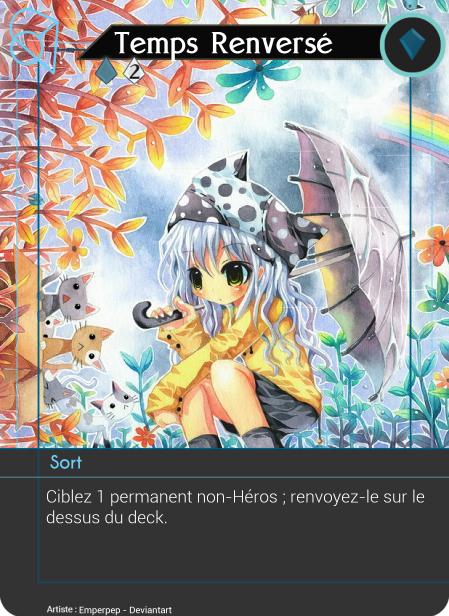 Temps Renversé
2
Sort
Ciblez 1 permanent non-Héros ; renvoyez-le sur le
dessus du deck.
Artiste : Emperpep - Deviantart